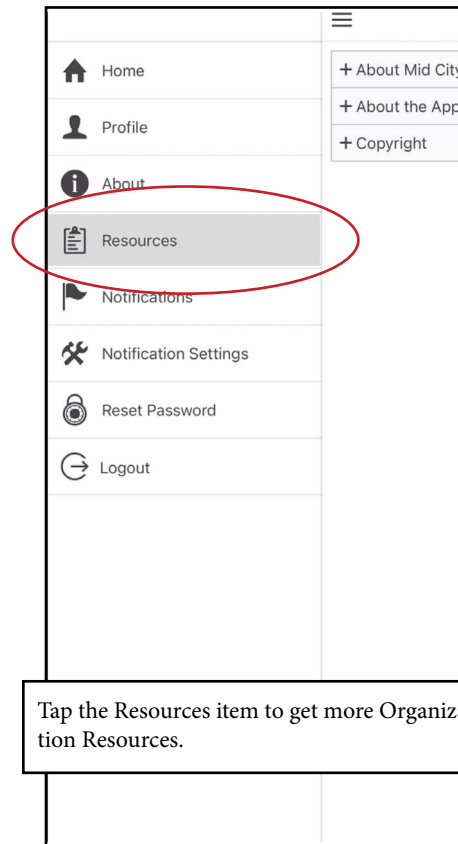 Home
Profile
About
Resources
Notifications
Notification Settings
Reset Password
Logout
+ About Mid City
+ About the App
+ Copyright
Tap the Resources item to get more Organiz
tion Resources.